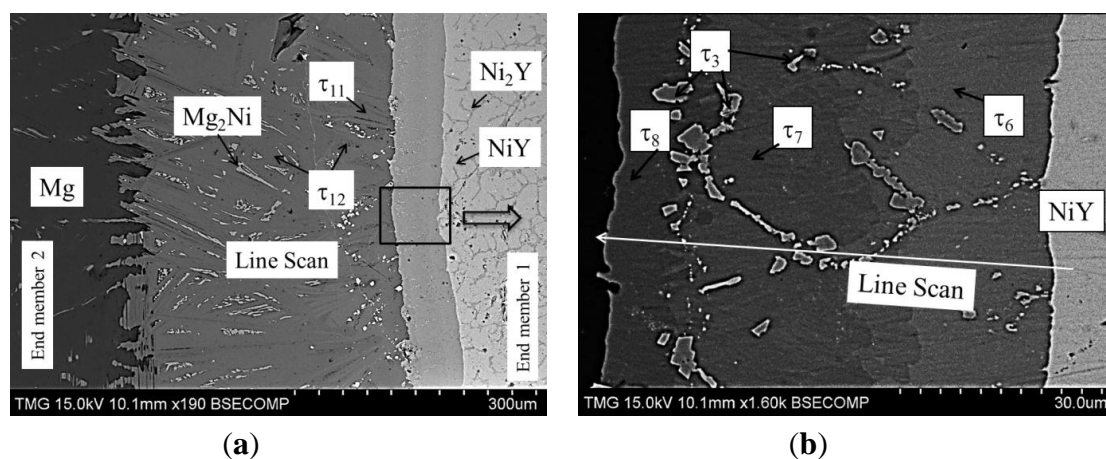 τ11
Ni2Y
Mg2Ni
NiY
Mg
τ12
Line Scan
End member 2
End member 1
TMG 15.0kV 10.1mm x190 BSECOMP 300um
(a)
τ3
τ8
τ7
τ6
NiY
Line Scan
TMG 15.0kV 10.1mm x1.60k BSECOMP 30.0um
(b)